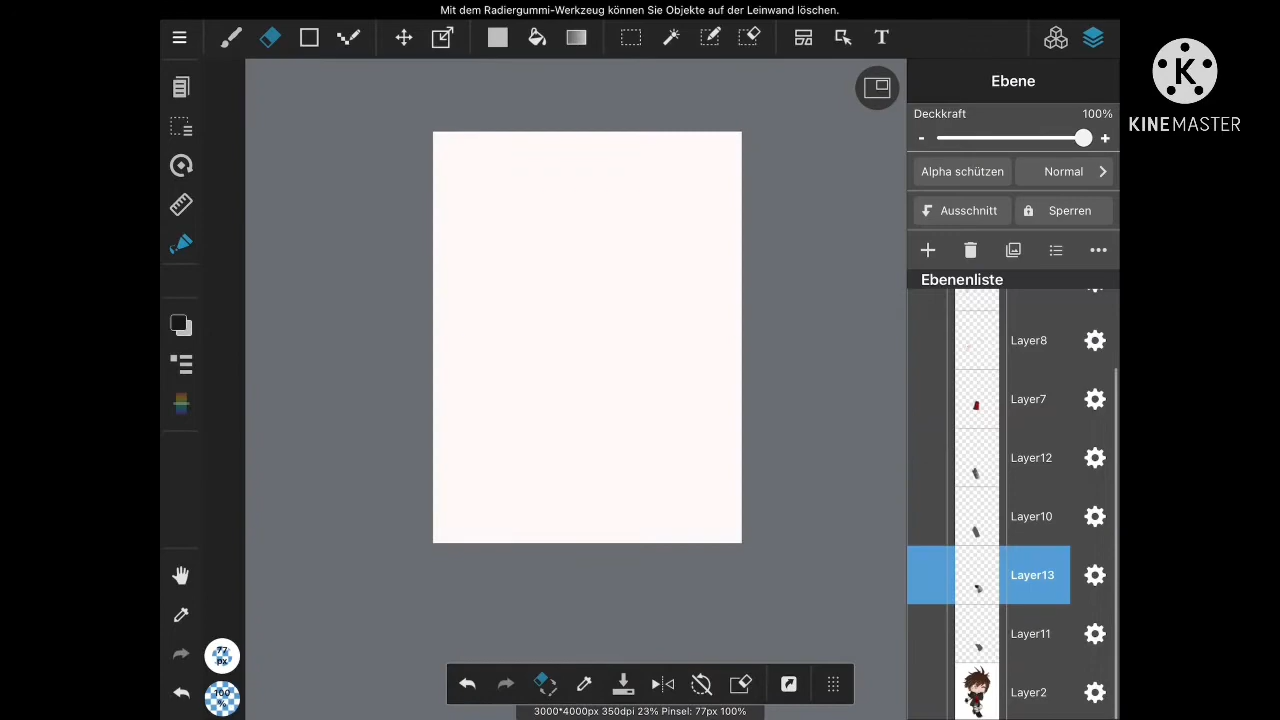 Mit dem Radiergummi-Werkzeug können Sie Objekte auf der Leinwand löschen.
T
Ebene
K
KINEMASTER
Deckkraft 100%
- +
Alpha schützen Normal
Ausschnitt Sperren
Ebenenliste
Layer8
Layer7
Layer12
Layer10
Layer13
Layer11
Layer2
77
px
100
%
3000*4000px 350dpi 23% Pinsel: 77px 100%